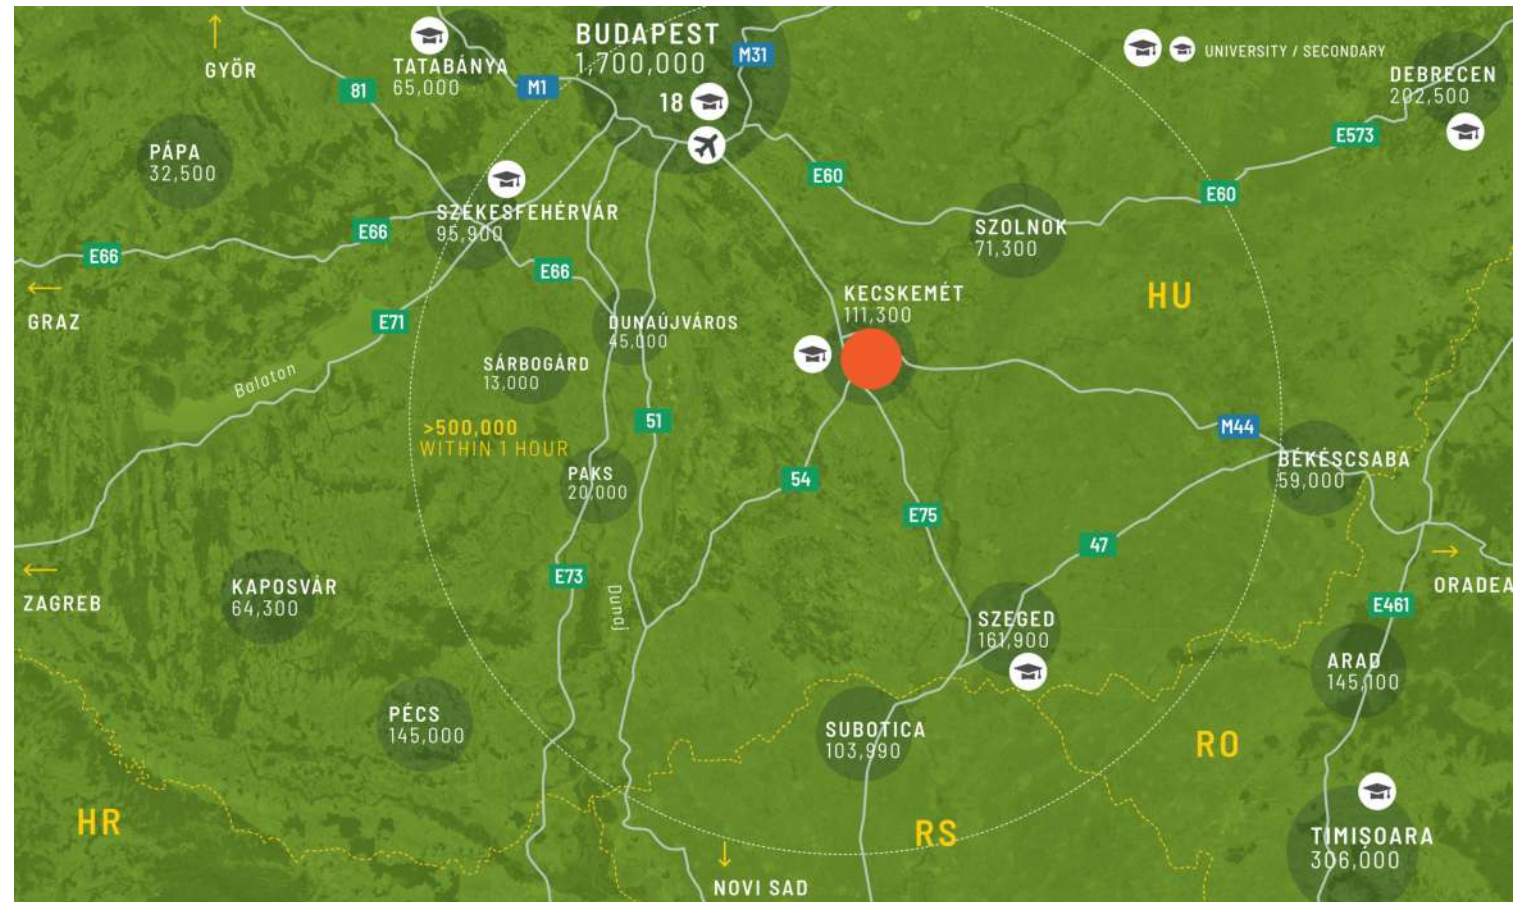 GYÖR
81
TATABÁNYA
65,000
M1
BUDAPEST
1,700,000
18
M31
UNIVERSITY / SECONDARY
DEBRECEN
202,500
E573
PÁPA
32,500
SZÉKESFEHÉRVÁR
95,900
E60
E60
SZOLNOK
71,300
E66
E66
E66
GRAZ
E71
Balaton
DUNAÚJVÁROS
45,000
SÁRBOGÁRD
13,000
KECSKEMÉT
111,300
HU
>500,000
WITHIN 1 HOUR
51
M44
BÉKÉSCSABA
59,000
PAKS
20,000
54
E75
47
ZAGREB
KAPOSVÁR
64,300
E73
Dunaj
SZEGED
161,900
ORADEA
E461
ARAD
145,100
PÉCS
145,000
SUBOTICA
103,990
RO
HR
RS
TIMIȘOARA
306,000
NOVI SAD